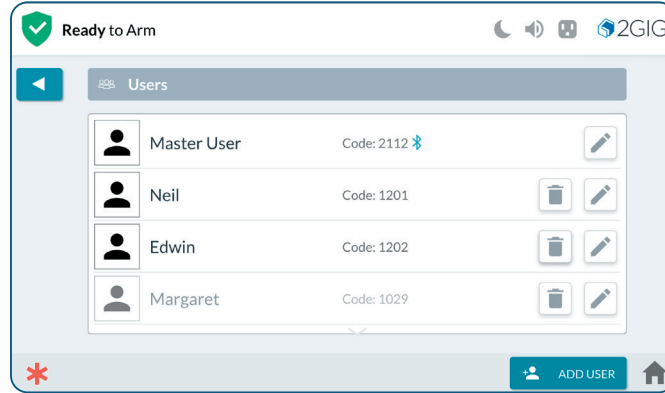 Ready to Arm
2GIG
Users
Master User Code: 2112
Neil Code: 1201
Edwin Code: 1202
Margaret Code: 1029
ADD USER